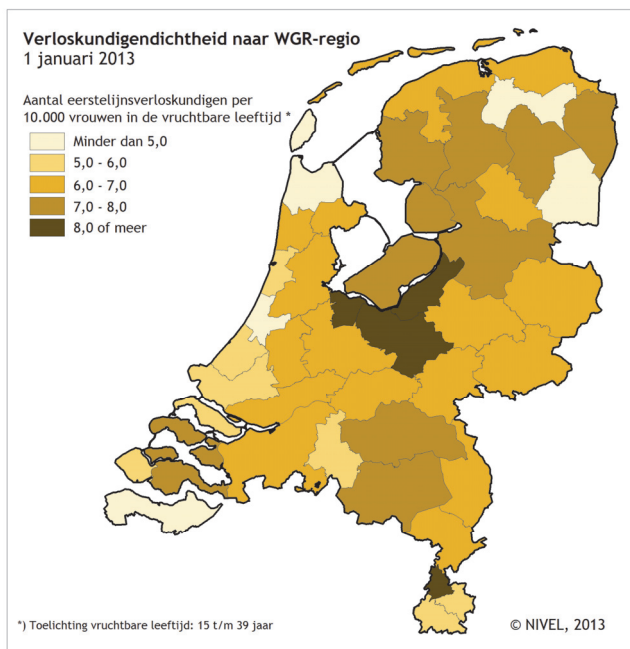 Verloskundigendichtheid naar WGR-regio
1 januari 2013
Aantal eerstelijnsverloskundigen per
10.000 vrouwen in de vruchtbare leeftijd *
Minder dan 5,0
5,0 - 6,0
6,0 - 7,0
7,0 - 8,0
8,0 of meer
*) Toelichting vruchtbare leeftijd: 15 t/m 39 jaar
© NIVEL, 2013